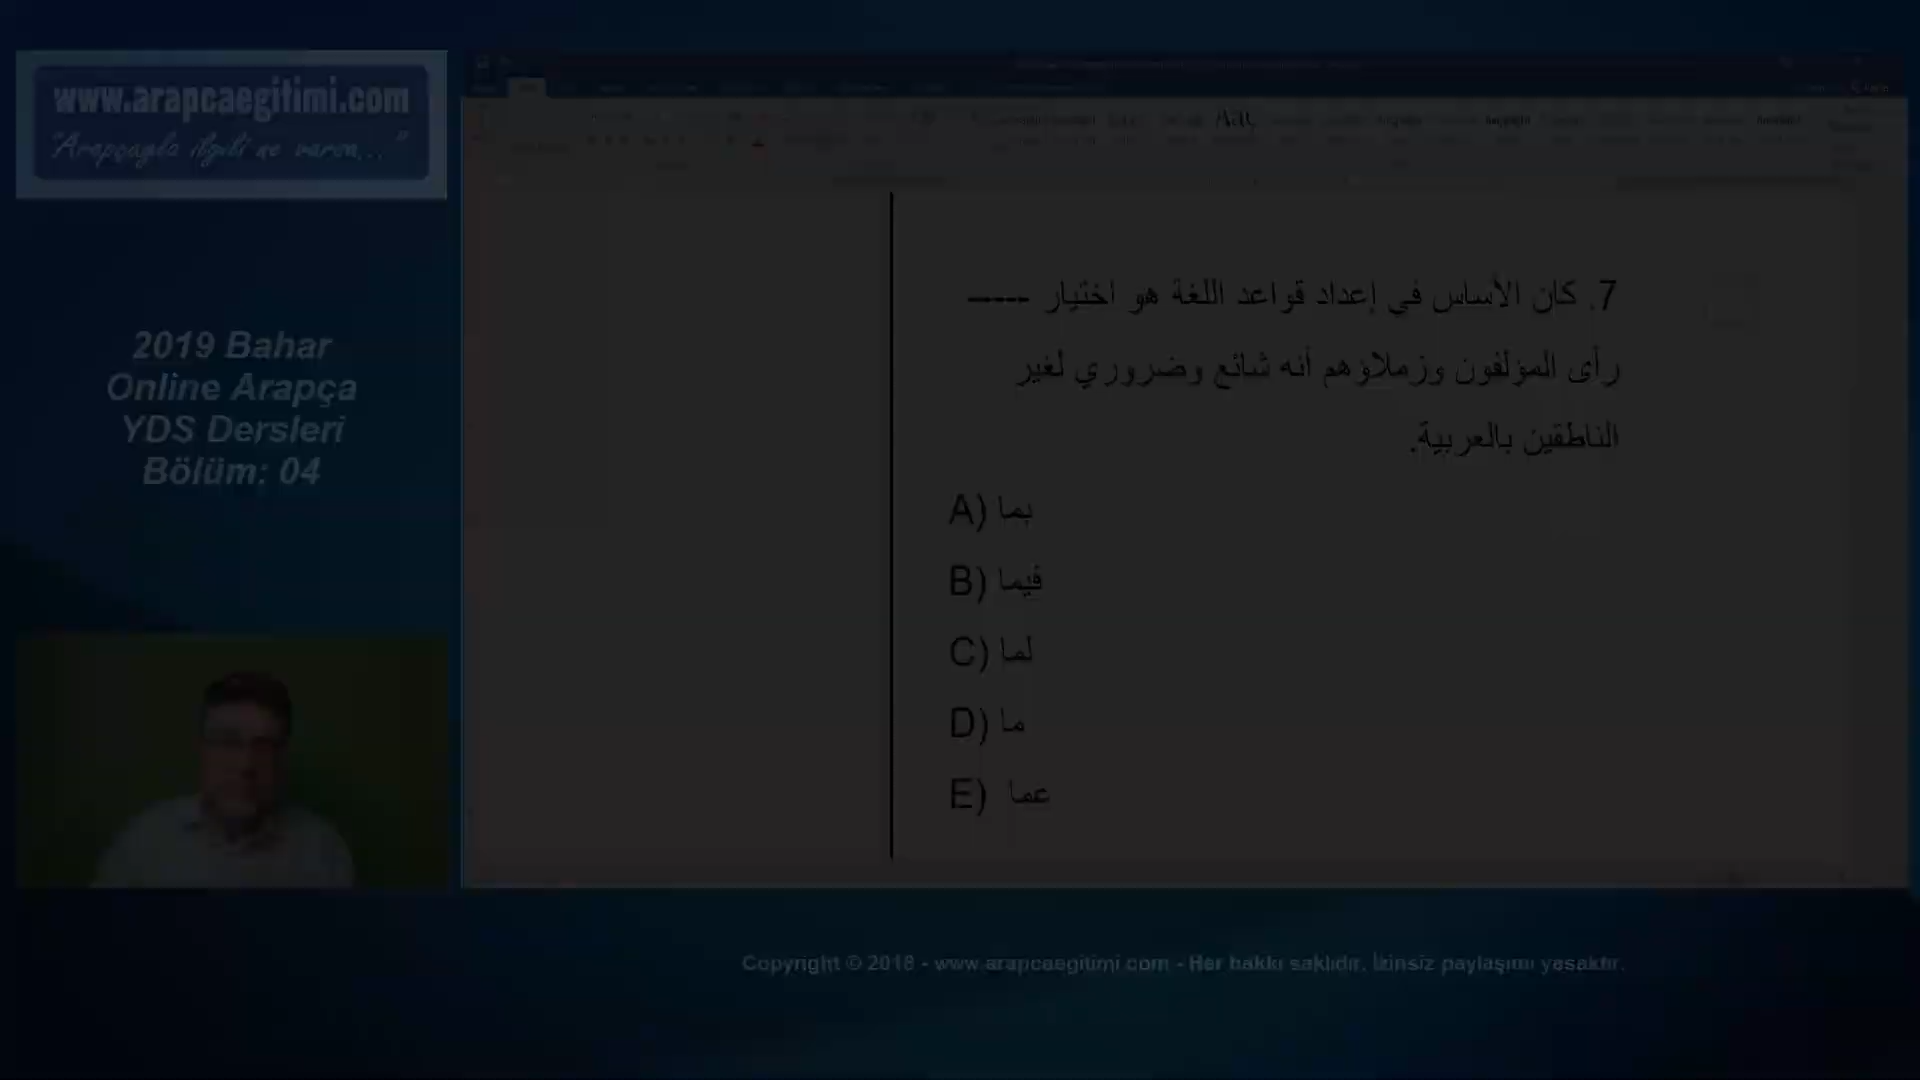 www.arapcaegitimi.com
"Arapçayla ilgili ne varsa..."
2019 Bahar
Online Arapça
YDS Dersleri
Bölüm: 04
7. كان الأساس في إعداد قواعد اللغة هو اختيار -----
رأى المؤلفون وزملاؤهم أنه شائع وضروري لغير
الناطقين بالعربية.
A) بما
B) فيما
C) لما
D) ما
E) عما
Copyright © 2018 - www.arapcaegitimi.com - Her hakkı saklıdır. İzinsiz paylaşımı yasaktır.